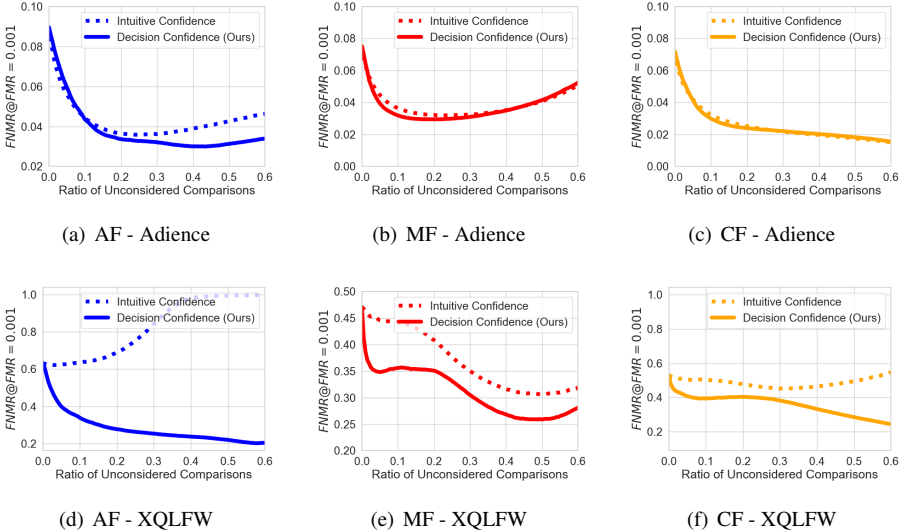 0.10
0.08
0.06
0.04
0.02
FNMR@FMR = 0.001
Intuitive Confidence
Decision Confidence (Ours)
0.0 0.1 0.2 0.3 0.4 0.5 0.6
Ratio of Unconsidered Comparisons
(a) AF - Adience
0.10
0.08
0.06
0.04
0.02
0.00
FNMR@FMR = 0.001
Intuitive Confidence
Decision Confidence (Ours)
0.0 0.1 0.2 0.3 0.4 0.5 0.6
Ratio of Unconsidered Comparisons
(b) MF - Adience
0.10
0.08
0.06
0.04
0.02
0.00
FNMR@FMR = 0.001
Intuitive Confidence
Decision Confidence (Ours)
0.0 0.1 0.2 0.3 0.4 0.5 0.6
Ratio of Unconsidered Comparisons
(c) CF - Adience
1.0
0.8
0.6
0.4
0.2
FNMR@FMR = 0.001
Intuitive Confidence
Decision Confidence (Ours)
0.0 0.1 0.2 0.3 0.4 0.5 0.6
Ratio of Unconsidered Comparisons
(d) AF - XQLFW
0.50
0.45
0.40
0.35
0.30
0.25
0.20
FNMR@FMR = 0.001
Intuitive Confidence
Decision Confidence (Ours)
0.0 0.1 0.2 0.3 0.4 0.5 0.6
Ratio of Unconsidered Comparisons
(e) MF - XQLFW
1.0
0.8
0.6
0.4
0.2
FNMR@FMR = 0.001
Intuitive Confidence
Decision Confidence (Ours)
0.0 0.1 0.2 0.3 0.4 0.5 0.6
Ratio of Unconsidered Comparisons
(f) CF - XQLFW